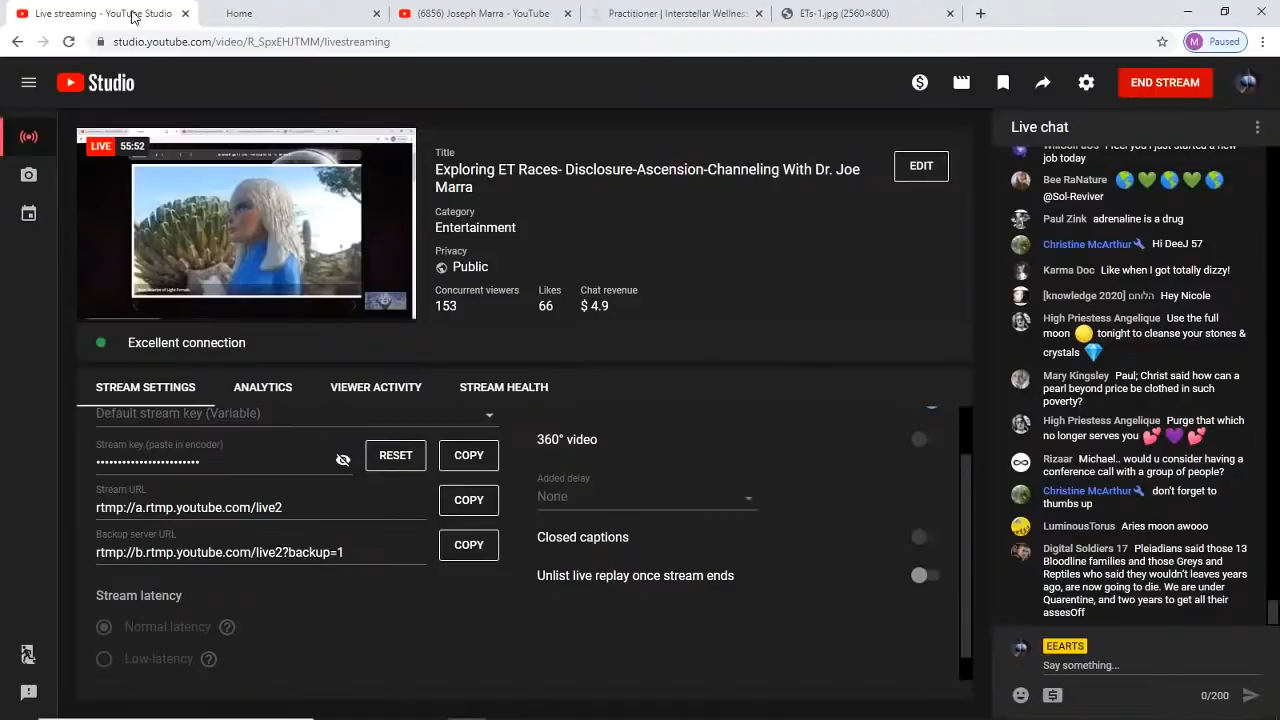 Live streaming - YouTube Studio
Home
(6856) Joseph Marra - YouTube
Practitioner | Interstellar Wellness
ETs-1.jpg (2560×800)
studio.youtube.com/video/R_SpxEHJTMM/livestreaming
M Paused
Studio
END STREAM
LIVE 55:52
Title
Exploring ET Races- Disclosure-Ascension-Channeling With Dr. Joe
Marra
EDIT
Category
Entertainment
Privacy
Public
Concurrent viewers Likes Chat revenue
153 66 $ 4.9
Excellent connection
STREAM SETTINGS ANALYTICS VIEWER ACTIVITY STREAM HEALTH
Default stream key (Variable)
Stream key (paste in encoder)
••••••••••••••••••••••••
RESET COPY
Stream URL
rtmp://a.rtmp.youtube.com/live2
COPY
Backup server URL
rtmp://b.rtmp.youtube.com/live2?backup=1
COPY
Stream latency
Normal latency
Low-latency
360° video
Added delay
None
Closed captions
Unlist live replay once stream ends
Live chat
job today
Bee RaNature 🌎💚🌎💚🌎
@Sol-Reviver
Paul Zink adrenaline is a drug
Christine McArthur Hi DeeJ 57
Karma Doc Like when I got totally dizzy!
Hey Nicole
High Priestess Angelique Use the full
moon 🌕 tonight to cleanse your stones &
crystals 💎
Mary Kingsley Paul; Christ said how can a
pearl beyond price be clothed in such
poverty?
High Priestess Angelique Purge that which
no longer serves you 💕💜💕
Rizaar Michael.. would u consider having a
conference call with a group of people?
Christine McArthur don't forget to
thumbs up
LuminousTorus Aries moon awooo
Digital Soldiers 17 Pleiadians said those 13
Bloodline families and those Greys and
Reptiles who said they wouldn't leaves years
ago, are now going to die. We are under
Qurarentine, and two years to get all their
assesOff
EEARTS
Say something...
0/200